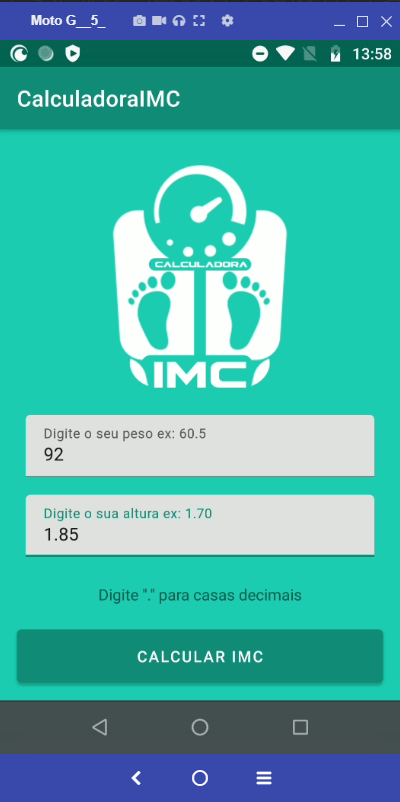 Moto G__5_
13:58
CalculadoraIMC
CALCULADORA
IMC
Digite o seu peso ex: 60.5
92
Digite o sua altura ex: 1.70
1.85
Digite "." para casas decimais
CALCULAR IMC